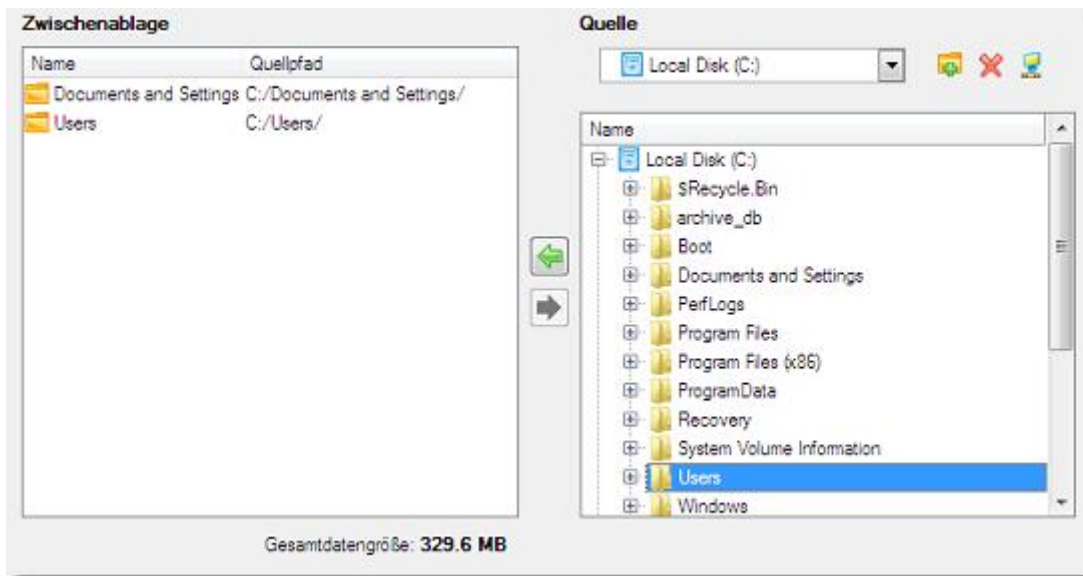 Zwischenablage
Name Quellpfad
Documents and Settings C:/Documents and Settings/
Users C:/Users/
Gesamtdatengröße: 329.6 MB
Quelle
Local Disk (C:)
Name
Local Disk (C:)
$Recycle.Bin
archive_db
Boot
Documents and Settings
PerfLogs
Program Files
Program Files (x86)
ProgramData
Recovery
System Volume Information
Users
Windows